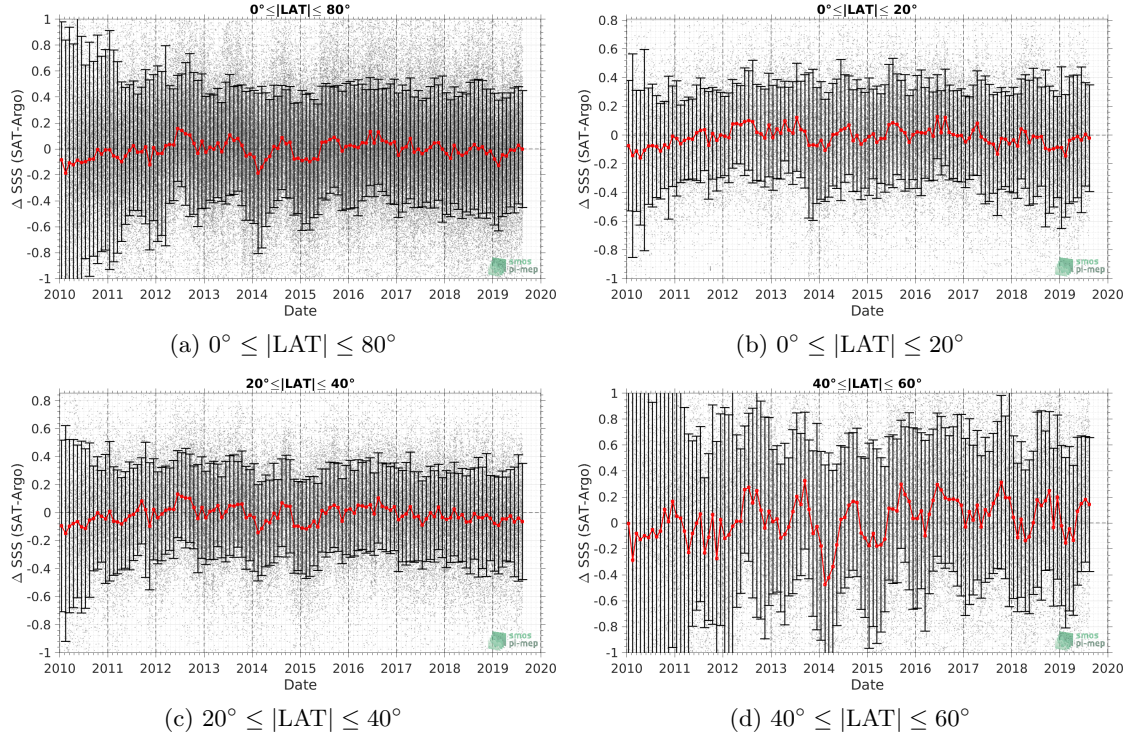 0°≤|LAT|≤ 80°
1
0.8
0.6
0.4
0.2
0
-0.2
-0.4
-0.6
-0.8
-1
Δ SSS (SAT-Argo)
2010 2011 2012 2013 2014 2015 2016 2017 2018 2019 2020
Date
smos
pi-mep
(a) 0° ≤ |LAT| ≤ 80°
0°≤|LAT|≤ 20°
0.8
0.6
0.4
0.2
0
-0.2
-0.4
-0.6
-0.8
-1
Δ SSS (SAT-Argo)
2010 2011 2012 2013 2014 2015 2016 2017 2018 2019 2020
Date
smos
pi-mep
(b) 0° ≤ |LAT| ≤ 20°
20°≤|LAT|≤ 40°
0.8
0.6
0.4
0.2
0
-0.2
-0.4
-0.6
-0.8
-1
Δ SSS (SAT-Argo)
2010 2011 2012 2013 2014 2015 2016 2017 2018 2019 2020
Date
smos
pi-mep
(c) 20° ≤ |LAT| ≤ 40°
40°≤|LAT|≤ 60°
1
0.8
0.6
0.4
0.2
0
-0.2
-0.4
-0.6
-0.8
-1
Δ SSS (SAT-Argo)
2010 2011 2012 2013 2014 2015 2016 2017 2018 2019 2020
Date
smos
pi-mep
(d) 40° ≤ |LAT| ≤ 60°